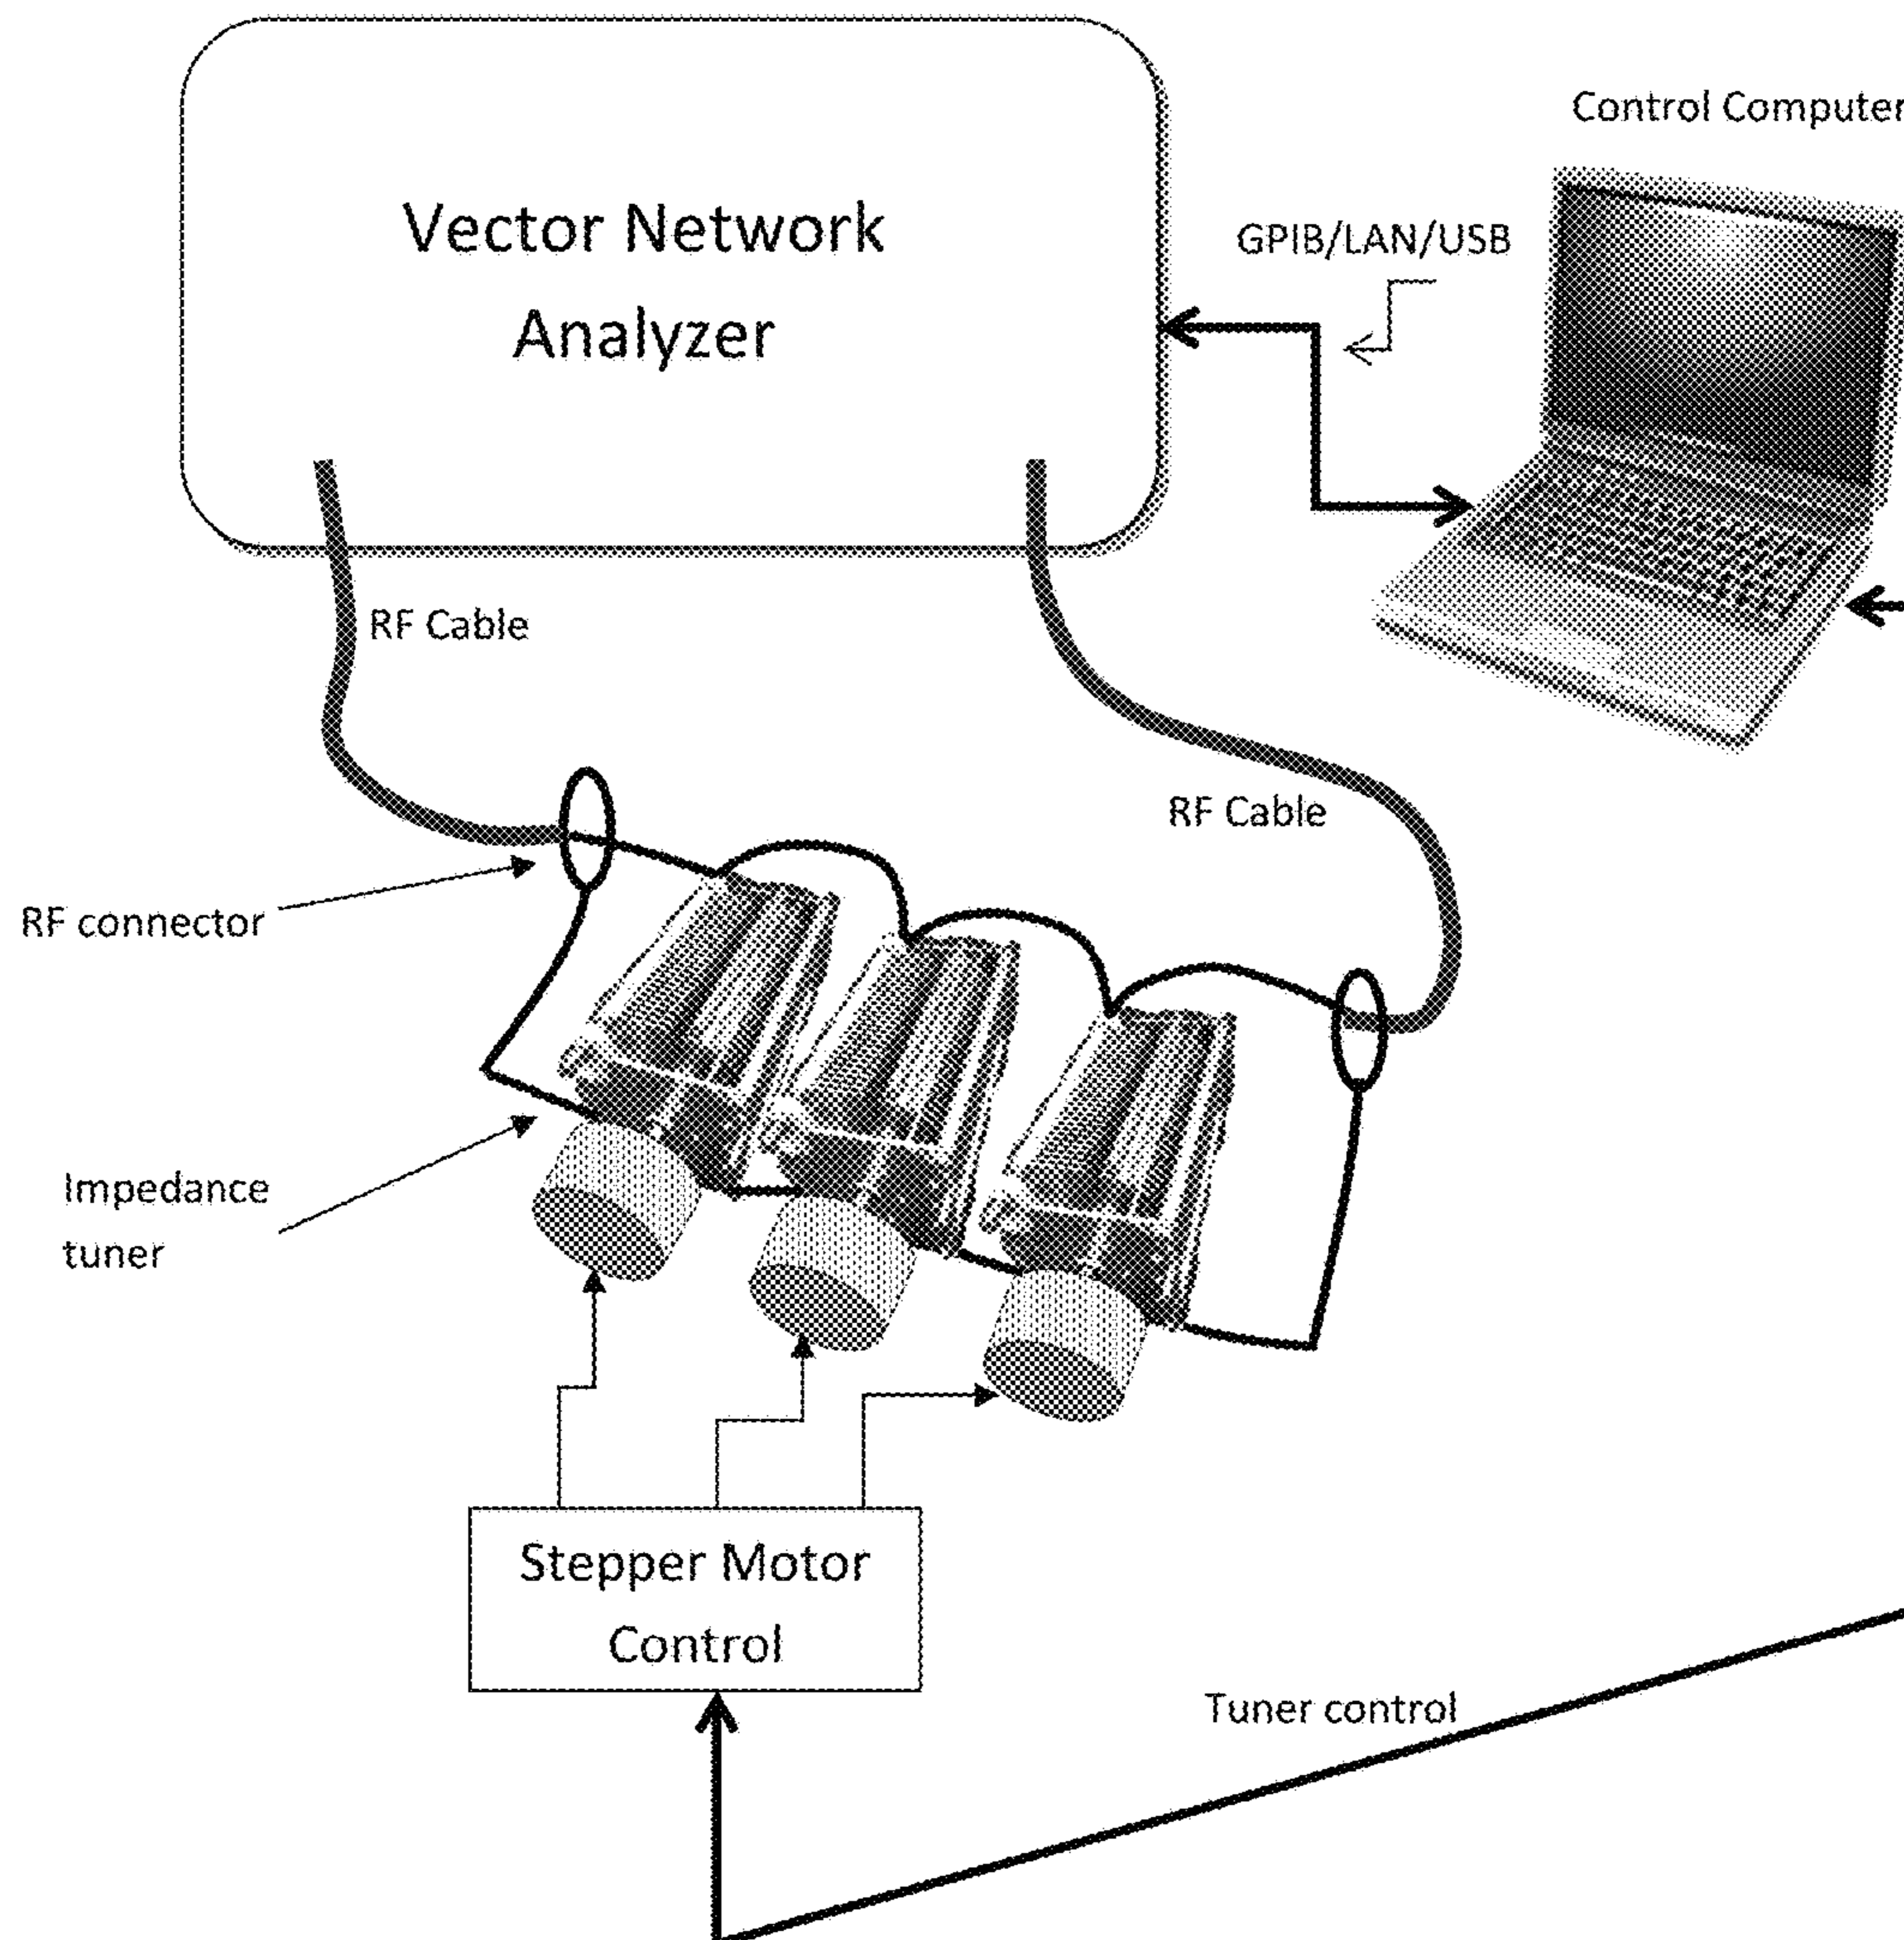 Control Computer
Vector Network
Analyzer
GPIB/LAN/USB
RF Cable
RF Cable
RF connector
Impedance
tuner
Stepper Motor
Control
Tuner control